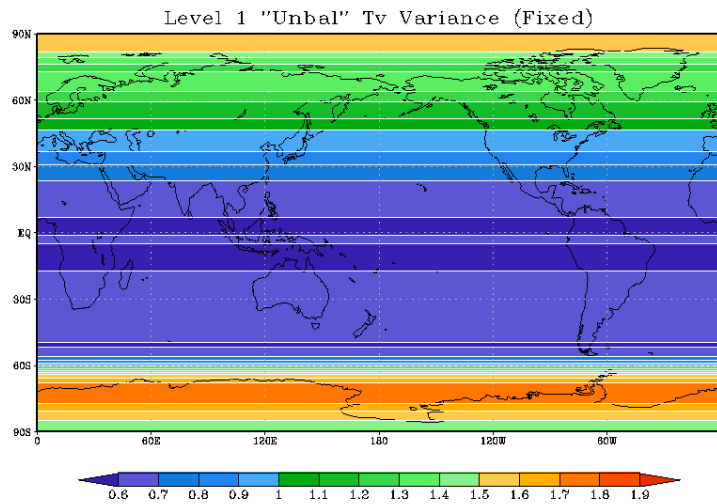 Level 1 "Unbal" Tv Variance (Fixed)
90N
60N
30N
EQ
30S
60S
90S
0 60E 120E 180 120W 60W
0.6 0.7 0.8 0.9 1 1.1 1.2 1.3 1.4 1.5 1.6 1.7 1.8 1.9